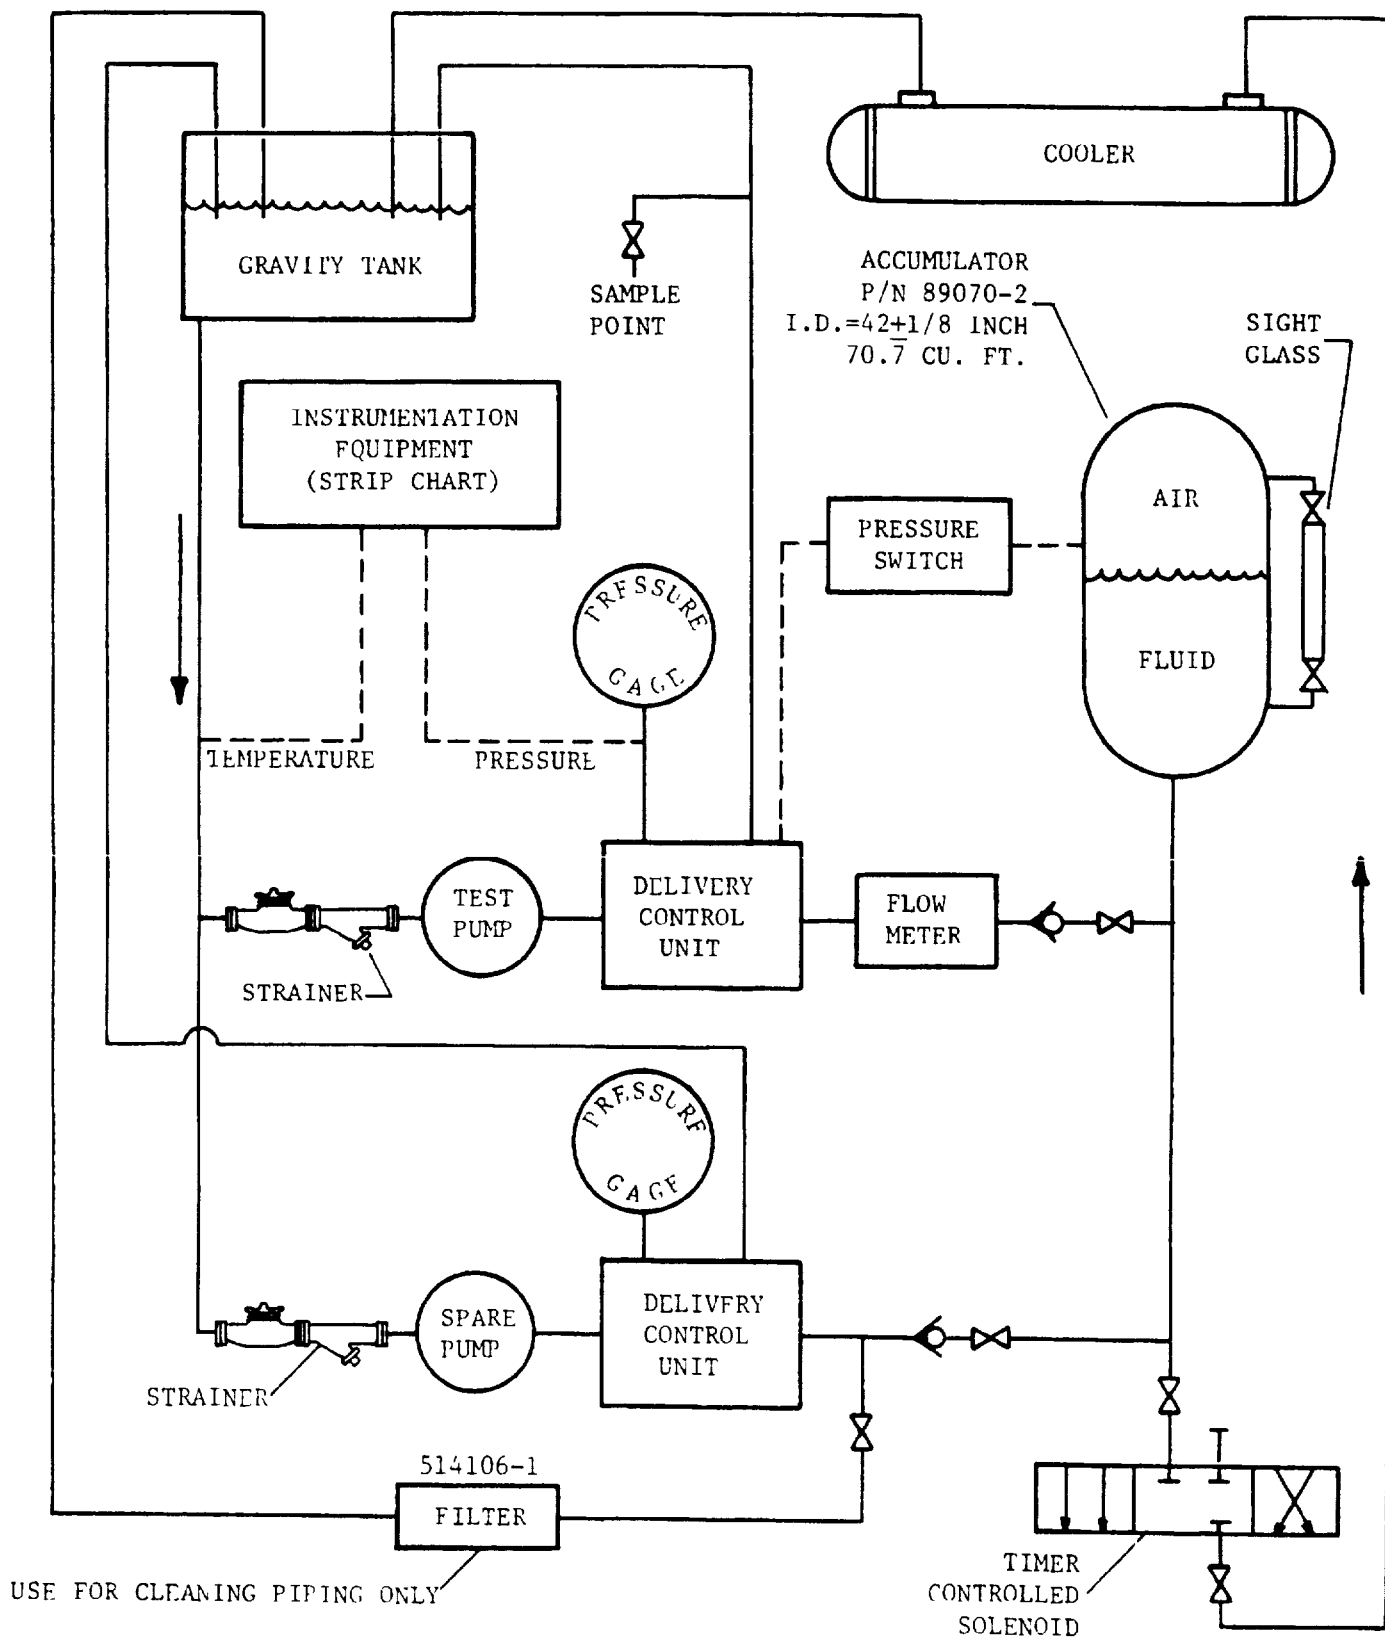 COOLER
GRAVITY TANK
SAMPLE
POINT
ACCUMULATOR
P/N 89070-2
I.D.=42±1/8 INCH
70.7 CU. FT.
SIGHT
GLASS
INSTRUMENTATION
EQUIPMENT
(STRIP CHART)
AIR
PRESSURE
SWITCH
PRESSURE
GAGE
FLUID
TEMPERATURE
PRESSURE
TEST
PUMP
DELIVERY
CONTROL
UNIT
FLOW
METER
STRAINER
PRESSURE
GAGE
SPARE
PUMP
DELIVERY
CONTROL
UNIT
STRAINER
514106-1
FILTER
USE FOR CLEANING PIPING ONLY
TIMER
CONTROLLED
SOLENOID